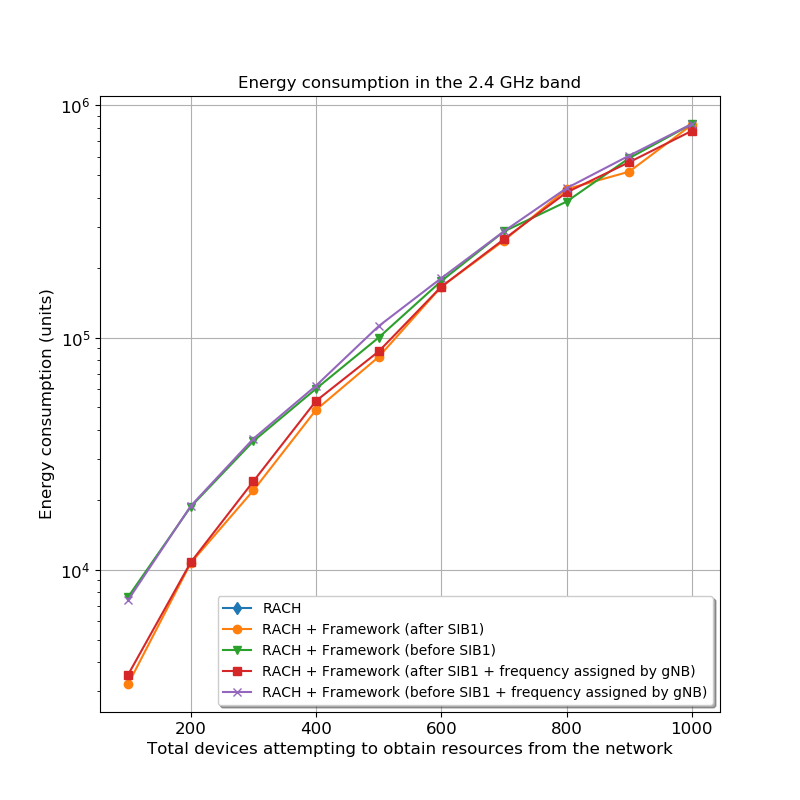 Energy consumption in the 2.4 GHz band
10^6
10^5
10^4
Energy consumption (units)
RACH
RACH + Framework (after SIB1)
RACH + Framework (before SIB1)
RACH + Framework (after SIB1 + frequency assigned by gNB)
RACH + Framework (before SIB1 + frequency assigned by gNB)
200 400 600 800 1000
Total devices attempting to obtain resources from the network